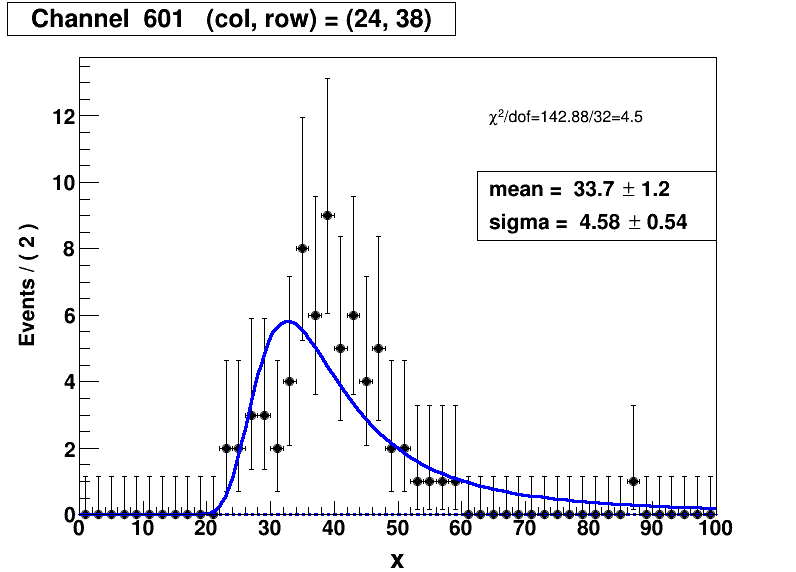 Channel  601   (col, row) = (24, 38)
χ²/dof=142.88/32=4.5
mean =  33.7 ± 1.2
sigma =  4.58 ± 0.54
Events / ( 2 )
12
10
8
6
4
2
0
0 10 20 30 40 50 60 70 80 90 100
x